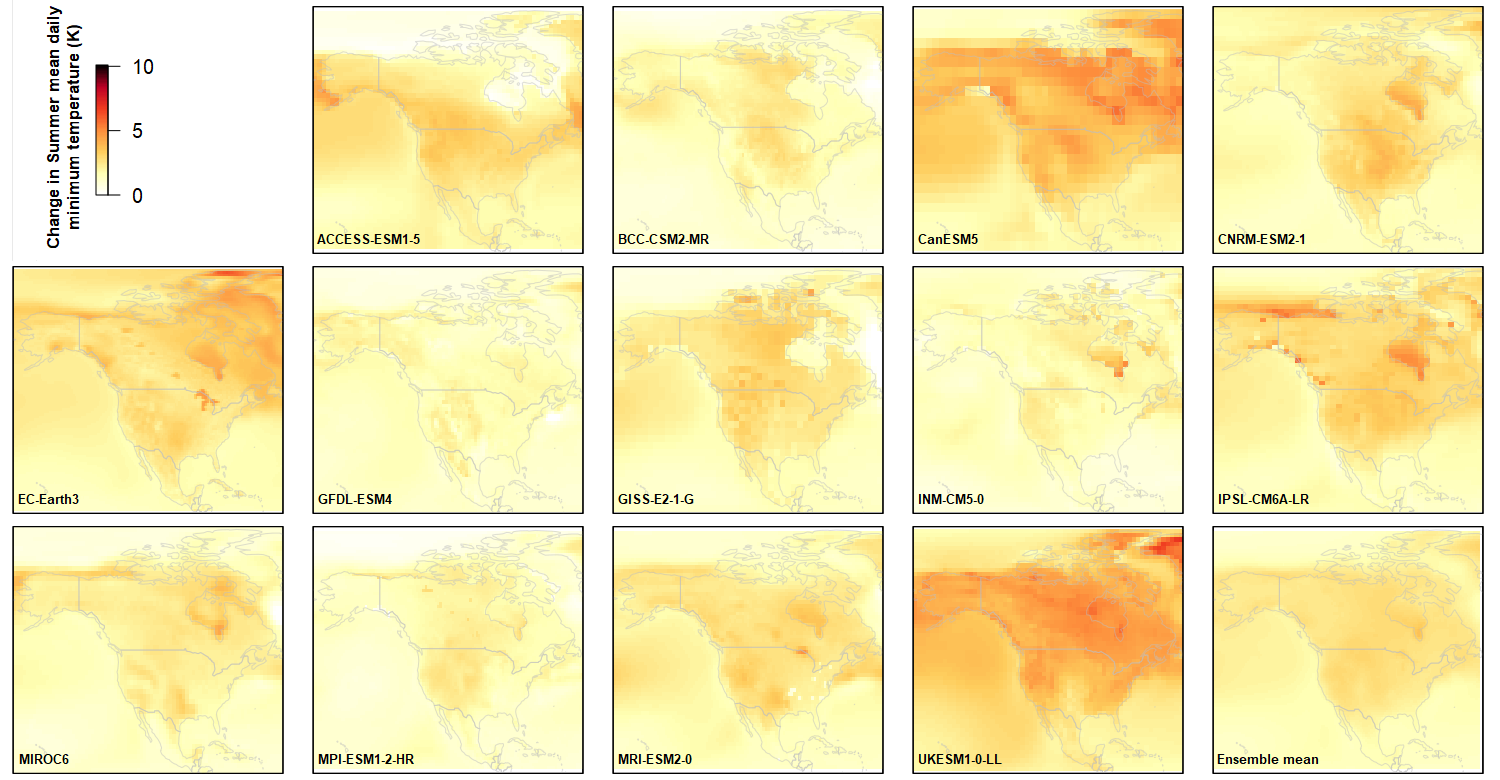 Change in Summer mean daily
minimum temperature (K)
10
5
0
ACCESS-ESM1-5
BCC-CSM2-MR
CanESM5
CNRM-ESM2-1
EC-Earth3
GFDL-ESM4
GISS-E2-1-G
INM-CM5-0
IPSL-CM6A-LR
MIROC6
MPI-ESM1-2-HR
MRI-ESM2-0
UKESM1-0-LL
Ensemble mean